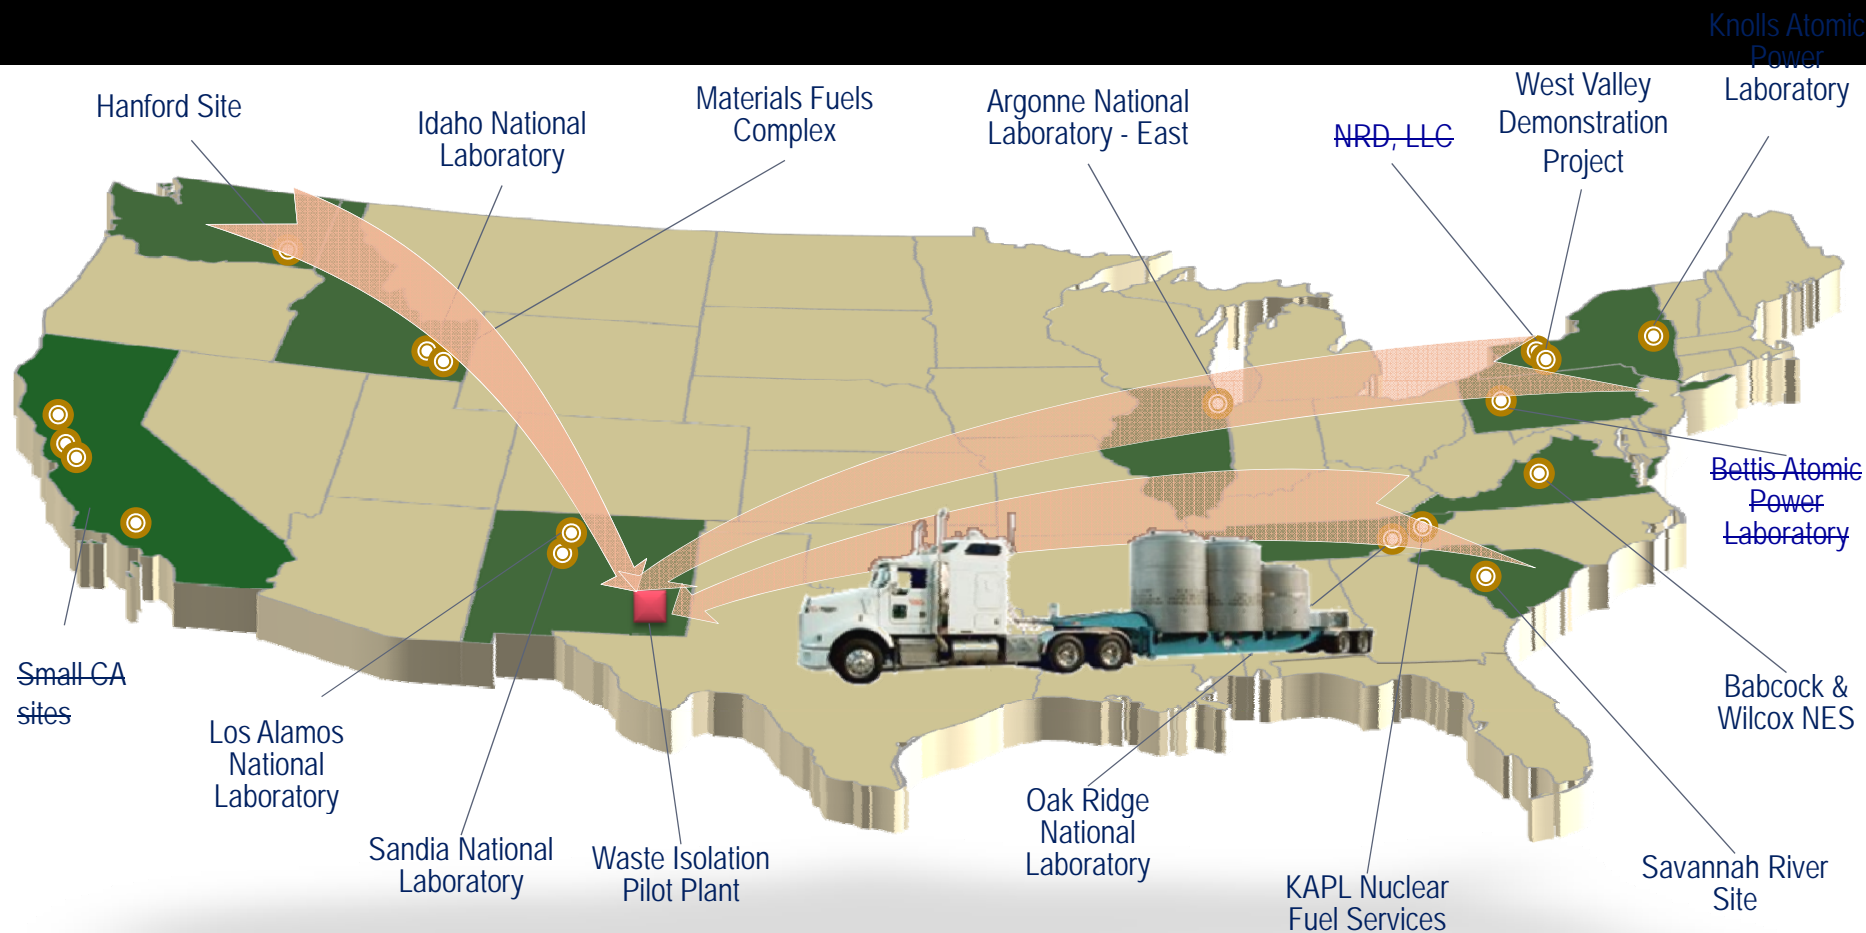 Knolls Atomic
Power
Laboratory
West Valley
Demonstration
Project
Hanford Site
Idaho National
Laboratory
Materials Fuels
Complex
Argonne National
Laboratory - East
NRD, LLC
Bettis Atomic
Power
Laboratory
Small CA
sites
Los Alamos
National
Laboratory
Sandia National
Laboratory
Waste Isolation
Pilot Plant
Oak Ridge
National
Laboratory
KAPL Nuclear
Fuel Services
Babcock &
Wilcox NES
Savannah River
Site